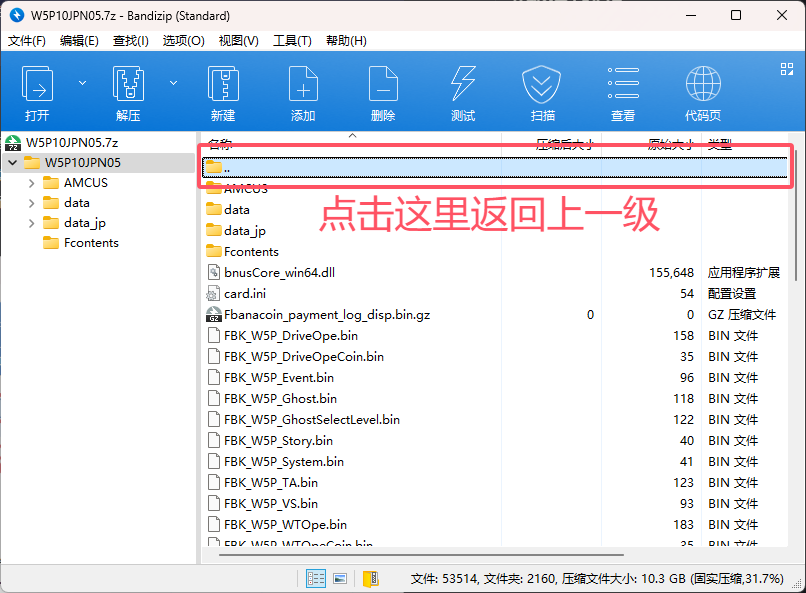 W5P10JPN05.7z - Bandizip (Standard)
文件(F) 编辑(E) 查找(I) 选项(O) 视图(V) 工具(T) 帮助(H)
打开 解压 新建 添加 删除 测试 扫描 查看 代码页
W5P10JPN05.7z
W5P10JPN05
AMCUS
data
data_jp
Fcontents
名称 压缩后大小 原始大小 类型
..
AMCUS
点击这里返回上一级
data
data_jp
Fcontents
bnusCore_win64.dll 155,648 应用程序扩展
card.ini 54 配置设置
Fbanacoin_payment_log_disp.bin.gz 0 0 GZ 压缩文件
FBK_W5P_DriveOpe.bin 158 BIN 文件
FBK_W5P_DriveOpeCoin.bin 35 BIN 文件
FBK_W5P_Event.bin 96 BIN 文件
FBK_W5P_Ghost.bin 118 BIN 文件
FBK_W5P_GhostSelectLevel.bin 122 BIN 文件
FBK_W5P_Story.bin 40 BIN 文件
FBK_W5P_System.bin 41 BIN 文件
FBK_W5P_TA.bin 123 BIN 文件
FBK_W5P_VS.bin 93 BIN 文件
FBK_W5P_WTOpe.bin 183 BIN 文件
FBK_W5P_WTOpeCoin.bin 35 BIN 文件
文件: 53514, 文件夹: 2160, 压缩文件大小: 10.3 GB (固实压缩,31.7%)